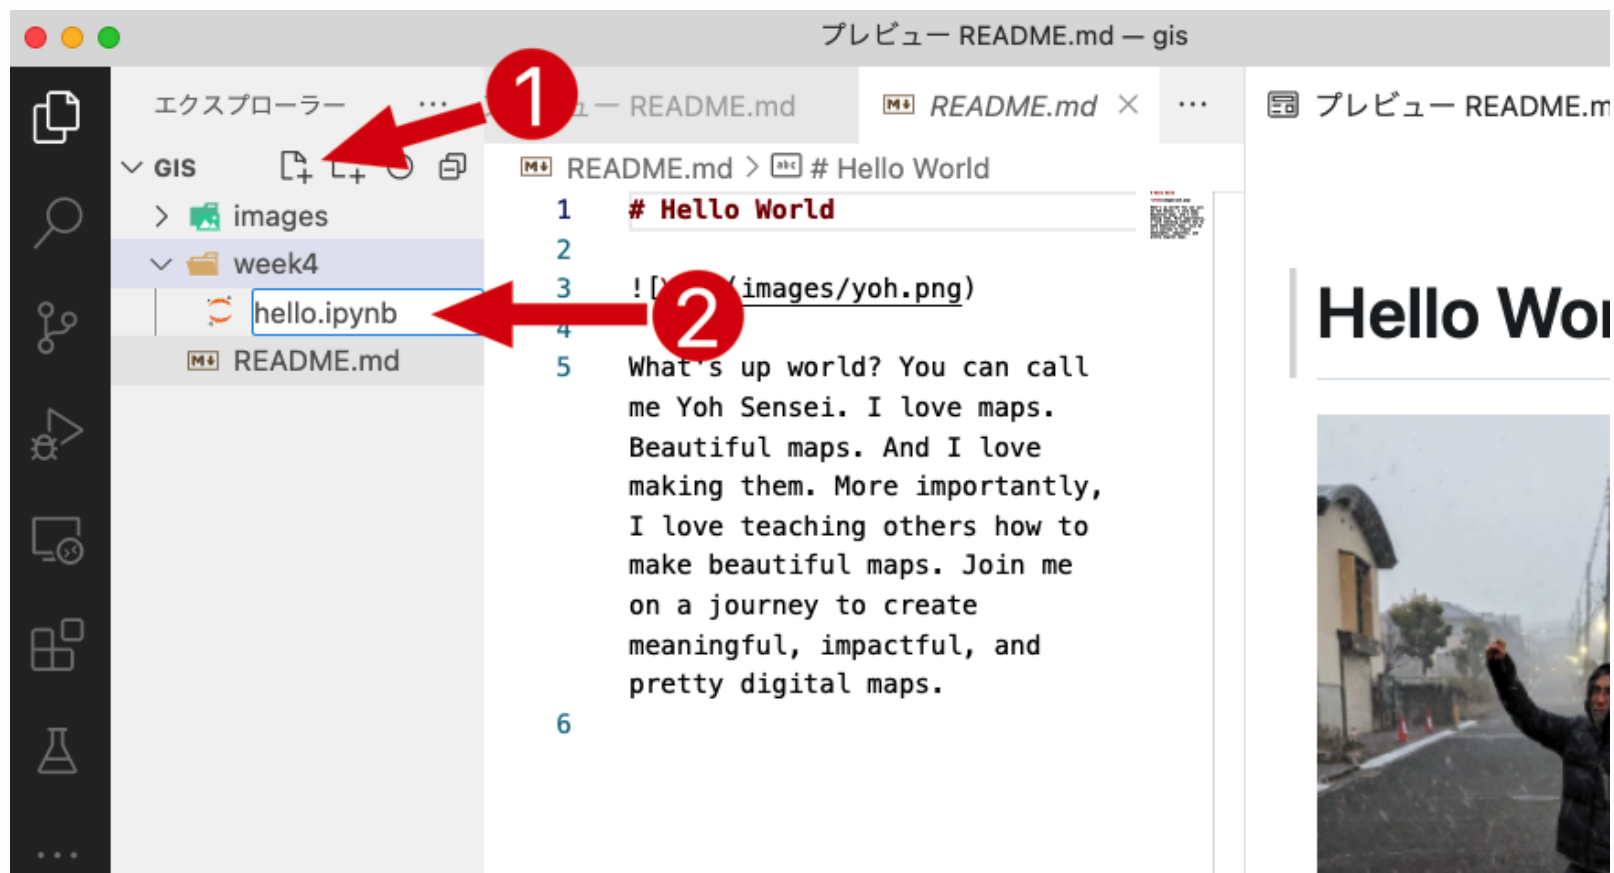 プレビュー README.md — gis
エクスプローラー ...
ー README.md
README.md ...
プレビュー README.m
1
GIS
README.md > # Hello World
images
week4
hello.ipynb
README.md
2
1 # Hello World
2
3 ![ (images/yoh.png)
4
5 What's up world? You can call
me Yoh Sensei. I love maps.
Beautiful maps. And I love
making them. More importantly,
I love teaching others how to
make beautiful maps. Join me
on a journey to create
meaningful, impactful, and
pretty digital maps.
6
Hello Wor